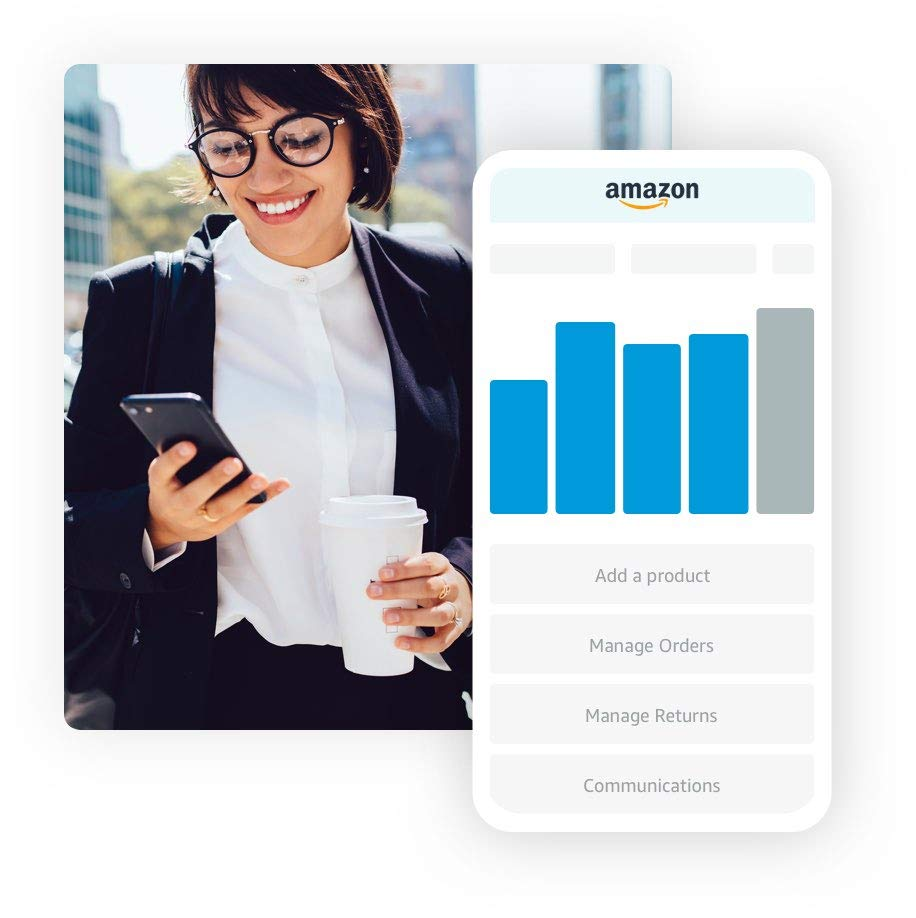 amazon
Add a product
Manage Orders
Manage Returns
Communications